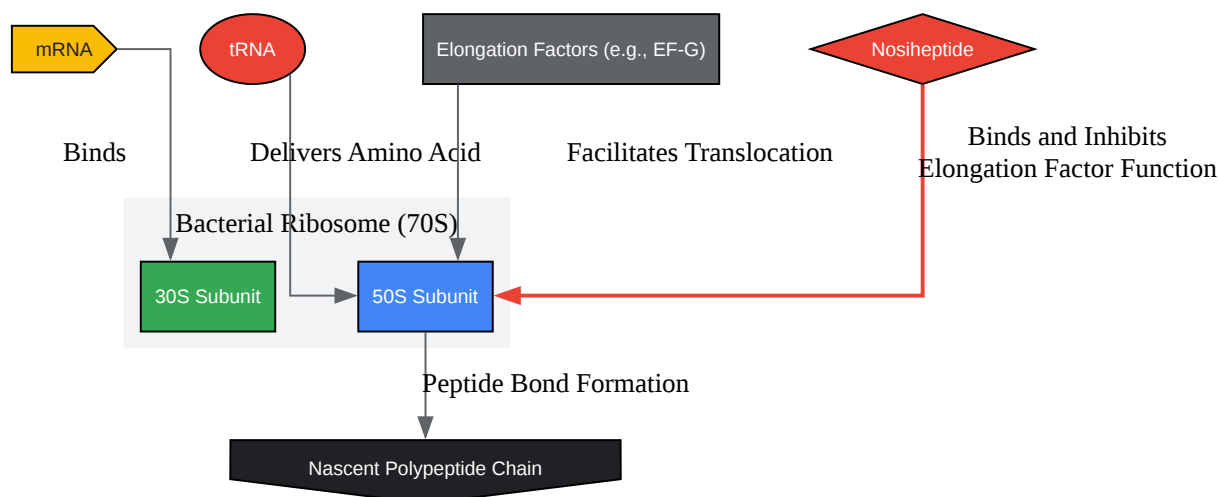 mRNA
tRNA
Elongation Factors (e.g., EF-G)
Nosiheptide
Binds
Delivers Amino Acid
Facilitates Translocation
Binds and Inhibits
Elongation Factor Function
Bacterial Ribosome (70S)
30S Subunit
50S Subunit
Peptide Bond Formation
Nascent Polypeptide Chain